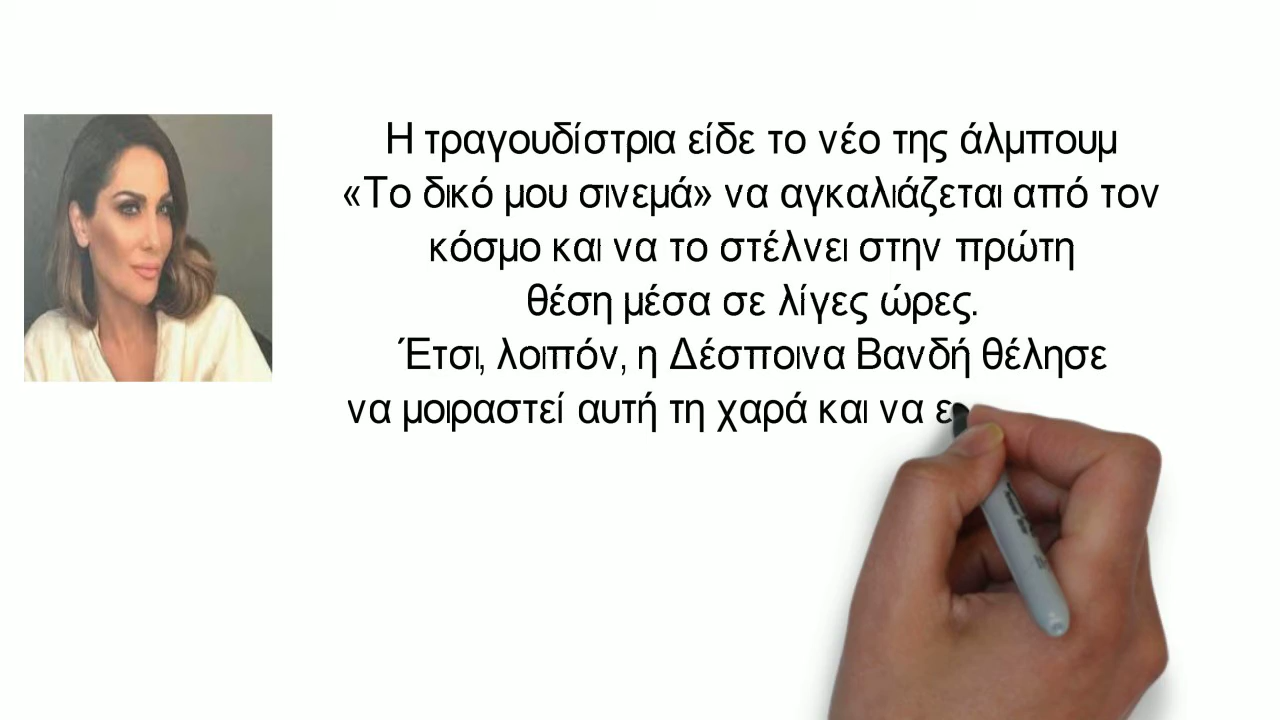 Η τραγουδίστρια είδε το νέο της άλμπουμ
«Το δικό μου σινεμά» να αγκαλιάζεται από τον
κόσμο και να το στέλνει στην πρώτη
θέση μέσα σε λίγες ώρες.
Έτσι, λοιπόν, η Δέσποινα Βανδή θέλησε
να μοιραστεί αυτή τη χαρά και να